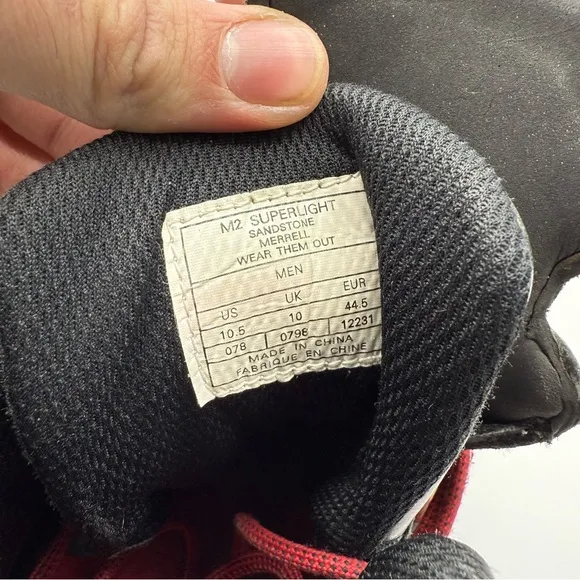 M2 SUPERLIGHT
SANDSTONE
MERRELL
WEAR THEM OUT
MEN
US UK EUR
10.5 10 44.5
078 0798 12231
MADE IN CHINA
FABRIQUE EN CHINE